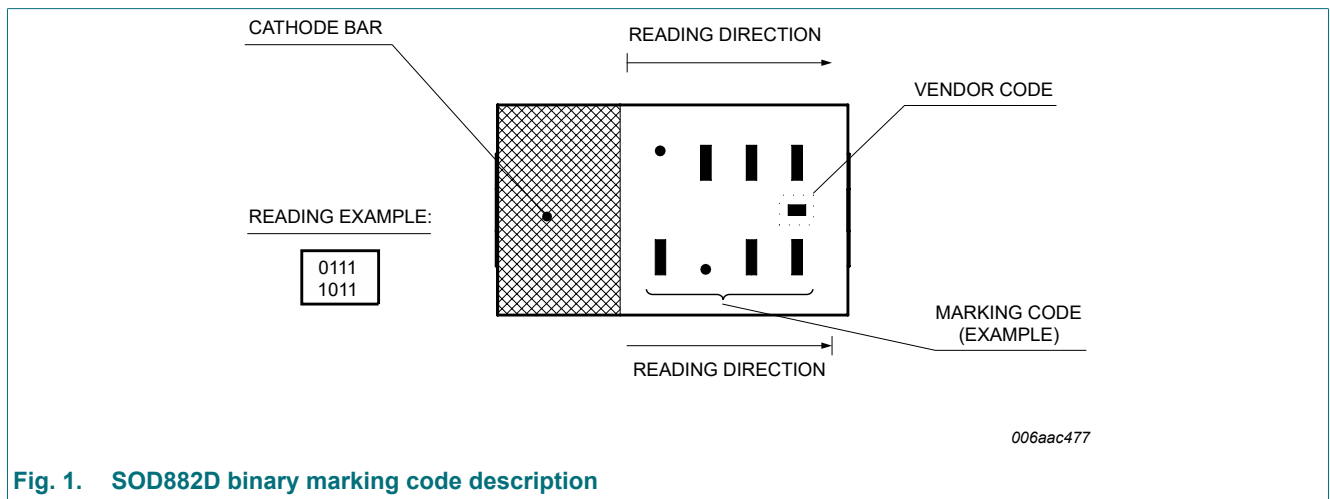 CATHODE BAR
READING DIRECTION
VENDOR CODE
READING EXAMPLE:
0111
1011
MARKING CODE
(EXAMPLE)
READING DIRECTION
006aac477
Fig. 1. SOD882D binary marking code description